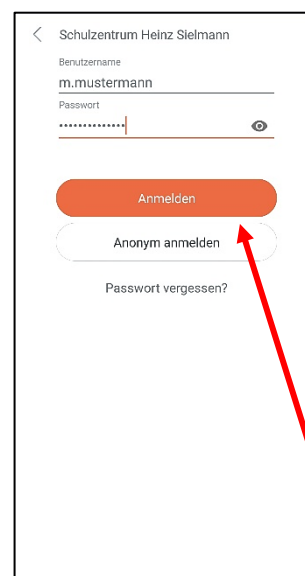 Schulzentrum Heinz Sielmann
Benutzername
m.mustermann
Passwort
••••••••••••••
Anmelden
Anonym anmelden
Passwort vergessen?